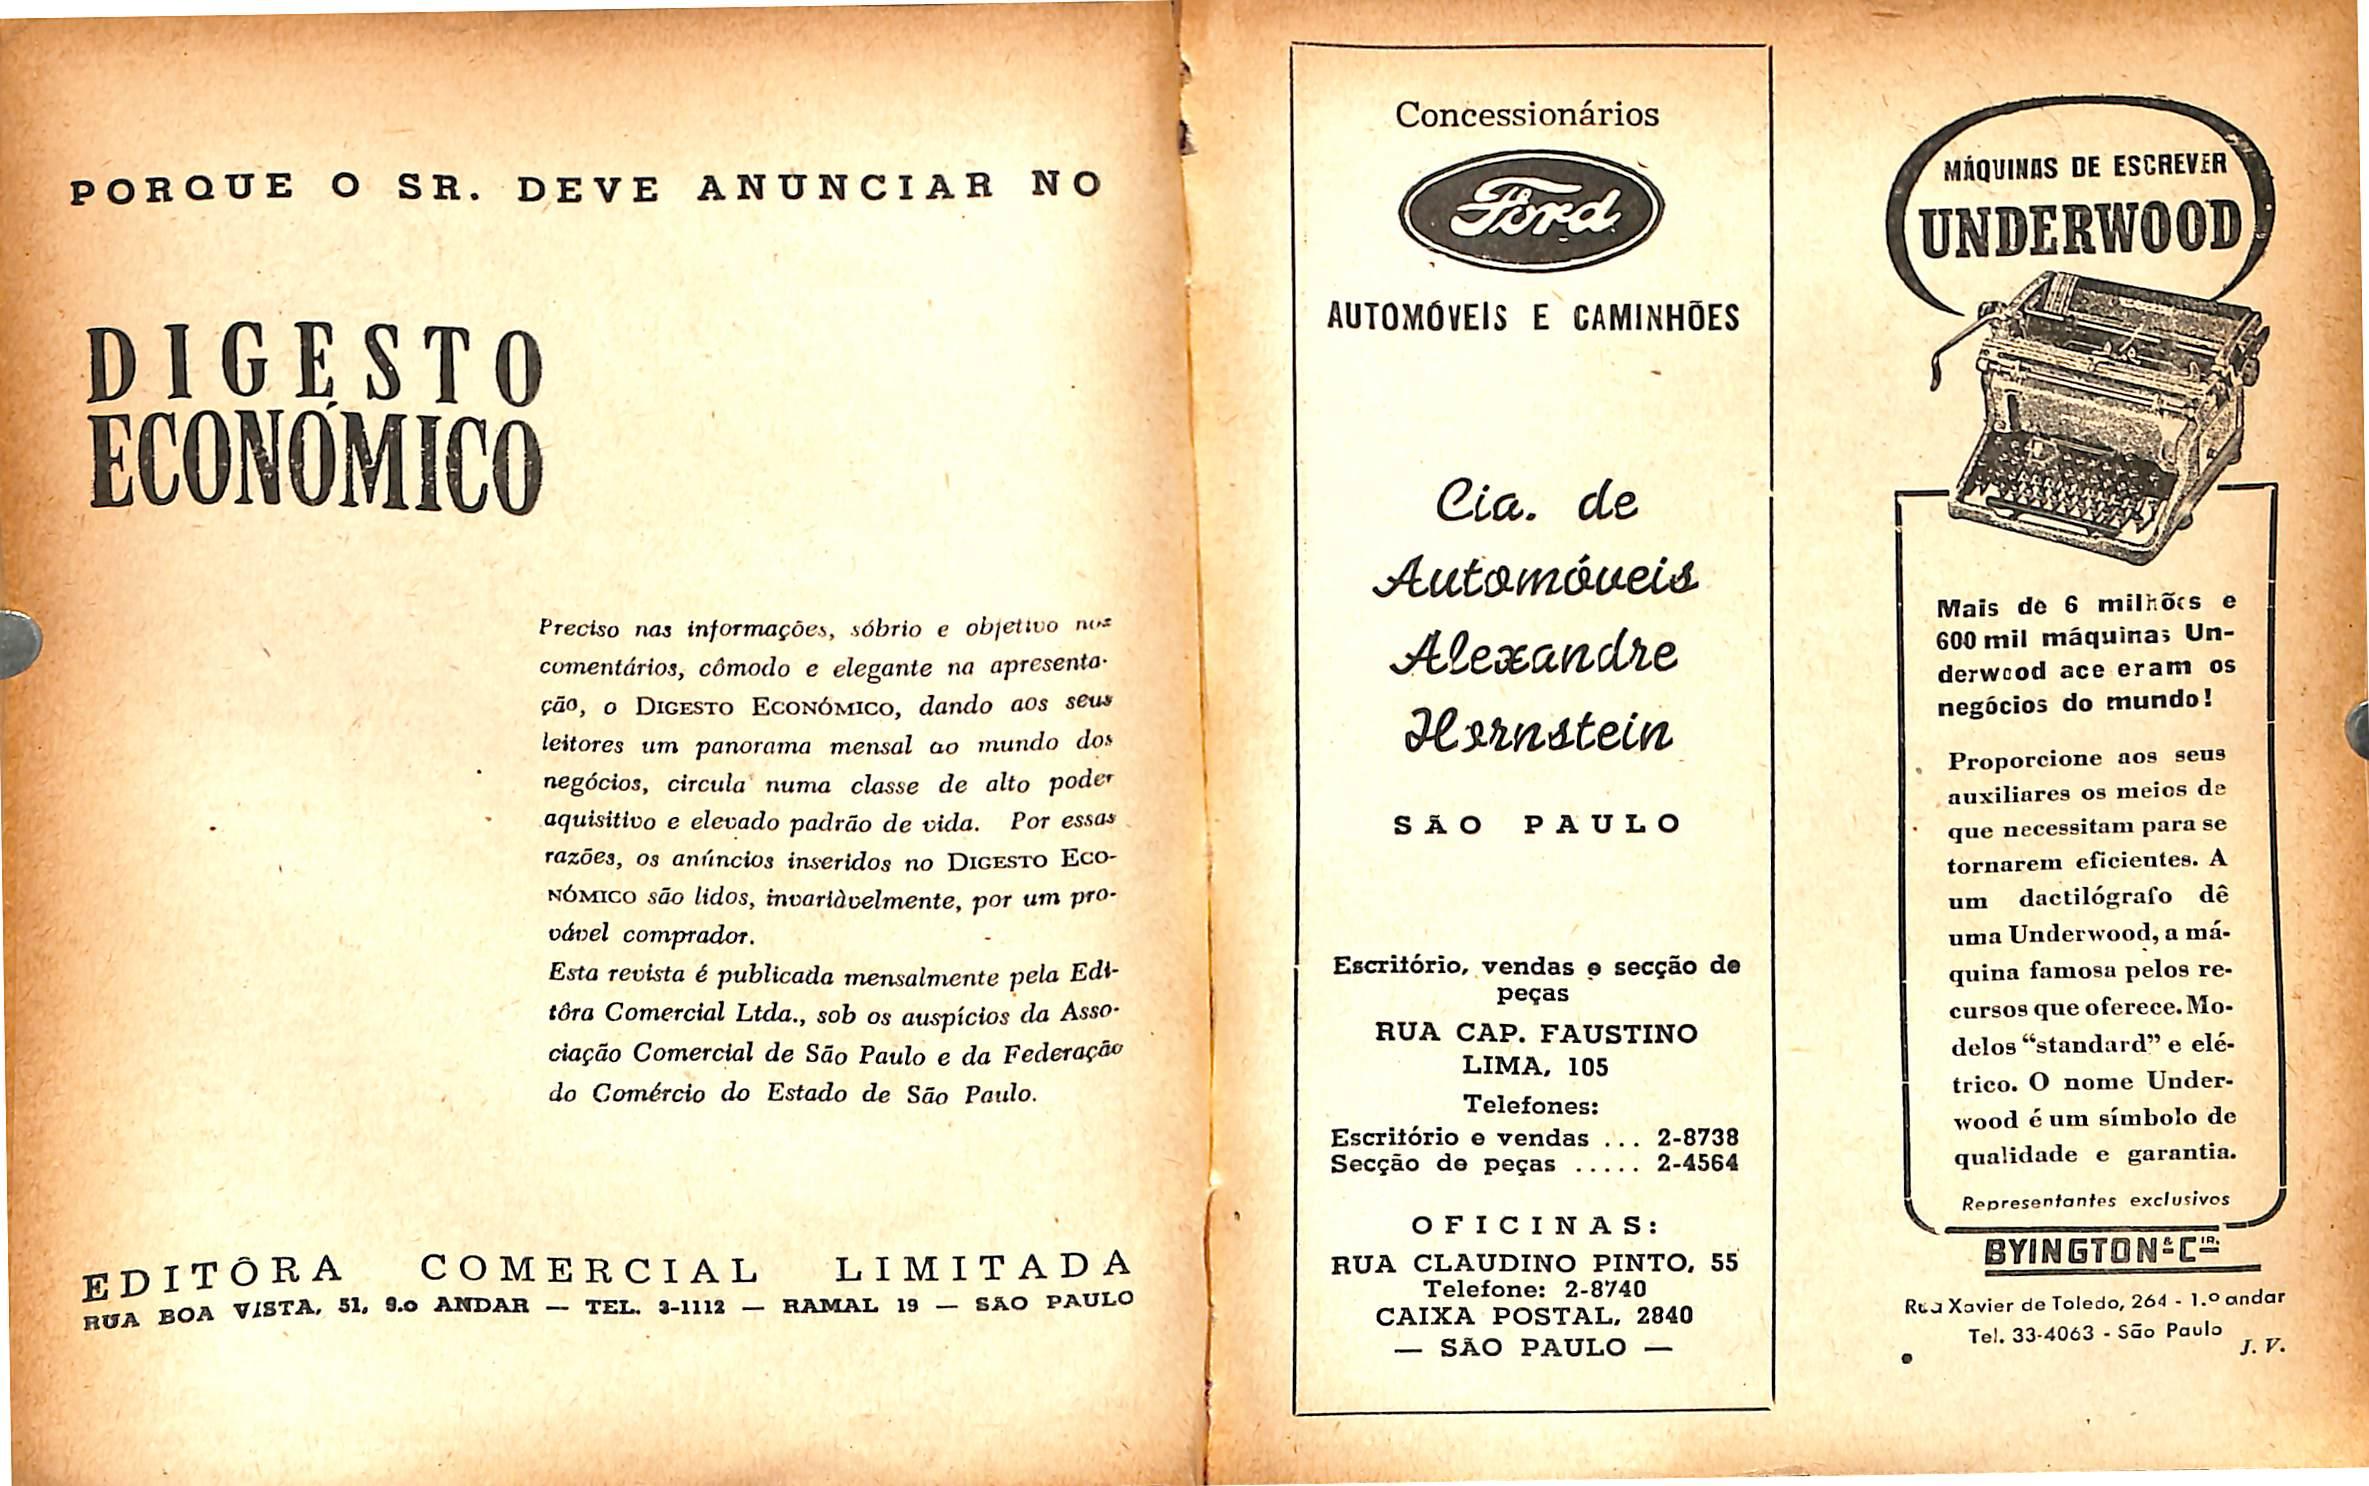 PORQUE O SR. DEVE ANUNCIAR NO
DIGESTO
ECONÓMICO
Preciso nas informações, sóbrio e objetivo nos
comentários, cômodo e elegante na apresenta-
ção, o DIGESTO ECONÓMICO, dando aos seus
leitores um panorama mensal do mundo dos
negócios, circula numa classe de alto poder
aquisitivo e elevado padrão de vida. Por essas
razões, os anúncios inseridos no DIGESTO ECO-
NÓMICO são lidos, invariàvelmente, por um pro-
vável comprador.
Esta revista é publicada mensalmente pela Edi-
tôra Comercial Ltda., sob os auspícios da Asso-
ciação Comercial de São Paulo e da Federação
do Comércio do Estado de São Paulo.
EDITÔRA COMERCIAL LIMITADA
RUA BOA VISTA, 51, 9.o ANDAR — TEL. 3-1112 — RAMAL 19 — SÃO PAULO
Concessionários
Ford
AUTOMÓVEIS E CAMINHÕES
Cia. de
Automóveis
Alexandre
Hornstein
SÃO PAULO
Escritório, vendas e secção de
peças
RUA CAP. FAUSTINO
LIMA, 105
Telefones:
Escritório e vendas ... 2-8738
Secção de peças ..... 2-4564
OFICINAS:
RUA CLAUDINO PINTO, 55
Telefone: 2-8740
CAIXA POSTAL, 2840
— SÃO PAULO —
MÁQUINAS DE ESCREVER
UNDERWOOD
Mais de 6 milhões e
600 mil máquinas Un-
derwood aceleram os
negócios do mundo!
Proporcione aos seus
auxiliares os meios de
que necessitam para se
tornarem eficientes. A
um dactilógrafo dê
uma Underwood, a má-
quina famosa pelos re-
cursos que oferece. Mo-
delos "standard" e elé-
trico. O nome Under-
wood é um símbolo de
qualidade e garantia.
Representantes exclusivos
BYINGTON & CIA.
Rua Xavier de Toledo, 264 - 1.º andar
Tel. 33-4063 - São Paulo
J. V.